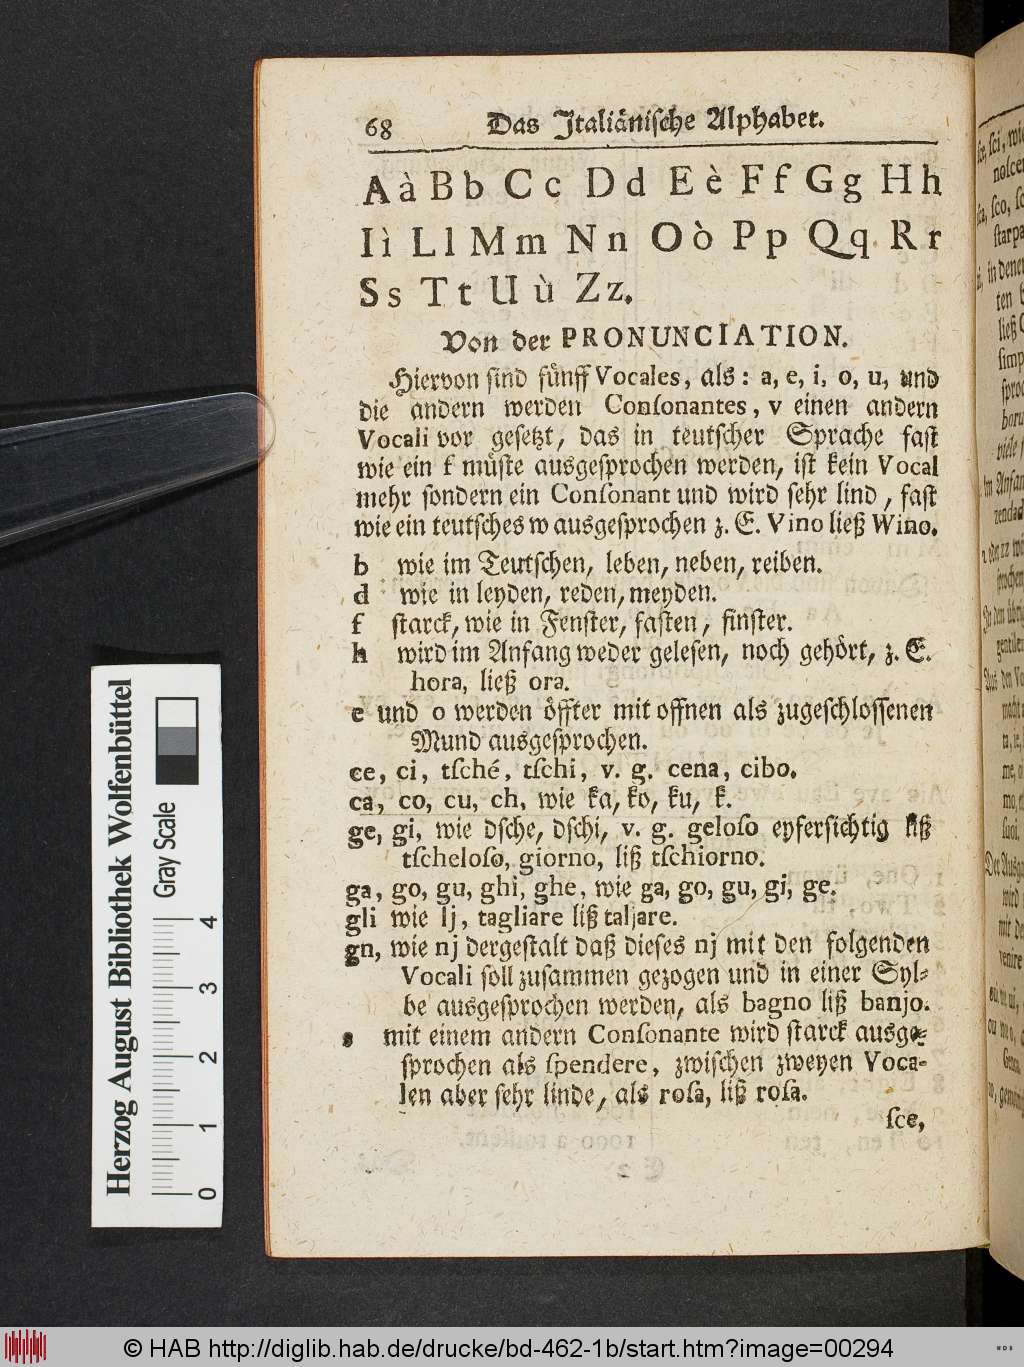 68 Das Italiänische Alphabet.
A à B b C c D d E è F f G g H h
I ì L l M m N n O ò P p Q q R r
S s T t U ù Z z.
Von der PRONUNCIATION.
Hiervon sind fünff Vocales, als: a, e, i, o, u, und
die andern werden Conſonantes, v einen andern
Vocali vor gesetzt, das in teutscher Sprache fast
wie ein f müste ausgesprochen werden, ist kein Vocal
mehr sondern ein Conſonant und wird sehr lind, fast
wie ein teutsches w ausgesprochen z. E. Vino ließ Wino.
b wie im Teutschen, leben, neben, reiben.
d wie in leyden, reden, meyden.
f starck, wie in Fenster, fasten, finster.
h wird im Anfang weder gelesen, noch gehört, z. E.
hora, ließ ora.
e und o werden öffter mit offnen als zugeschlossenen
Mund ausgesprochen.
ce, ci, tſché, tſchi, v. g. cena, cibo.
ca, co, cu, ch, wie ka, ko, ku, k.
ge, gi, wie dsche, dschi, v. g. geloſo eyfersichtig liß
tſcheloſo, giorno, liß tſchiorno.
ga, go, gu, ghi, ghe, wie ga, go, gu, gi, ge.
gli wie lj, tagliare liß taljare.
gn, wie nj dergestalt daß dieses nj mit den folgenden
Vocali soll zusammen gezogen und in einer Syl-
be ausgesprochen werden, als bagno liß banjo.
s mit einem andern Conſonante wird starck ausge-
sprochen als ſpendere, zwischen zweyen Voca-
len aber sehr linde, als roſa, liß roſa.
ſce,
Herzog August Bibliothek Wolfenbüttel
Gray Scale
0 1 2 3 4
© HAB http://diglib.hab.de/drucke/bd-462-1b/start.htm?image=00294